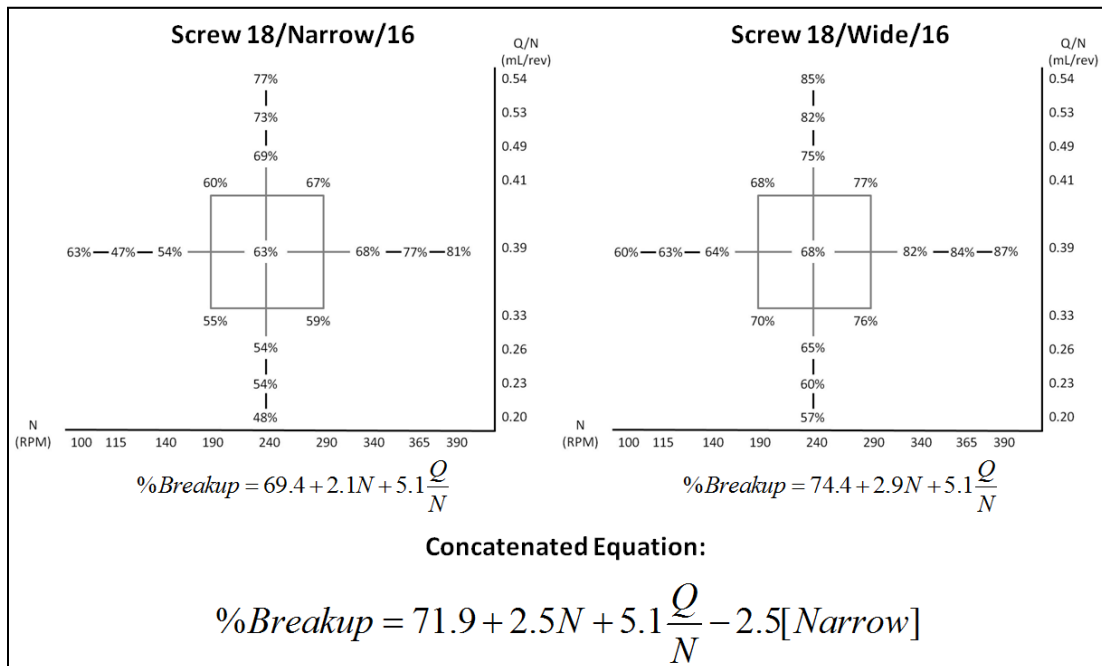 Screw 18/Narrow/16
Q/N
(mL/rev)
77%
0.54
73%
0.53
69%
0.49
60% 67%
0.41
63% 47% 54% 63% 68% 77% 81%
0.39
55% 59%
0.33
54%
0.26
54%
0.23
48%
0.20
N
(RPM) 100 115 140 190 240 290 340 365 390
%Breakup = 69.4 + 2.1N + 5.1 Q/N
Screw 18/Wide/16
Q/N
(mL/rev)
85%
0.54
82%
0.53
75%
0.49
68% 77%
0.41
60% 63% 64% 68% 82% 84% 87%
0.39
70% 76%
0.33
65%
0.26
60%
0.23
57%
0.20
N
(RPM) 100 115 140 190 240 290 340 365 390
%Breakup = 74.4 + 2.9N + 5.1 Q/N
Concatenated Equation:
%Breakup = 71.9 + 2.5N + 5.1 Q/N − 2.5[Narrow]